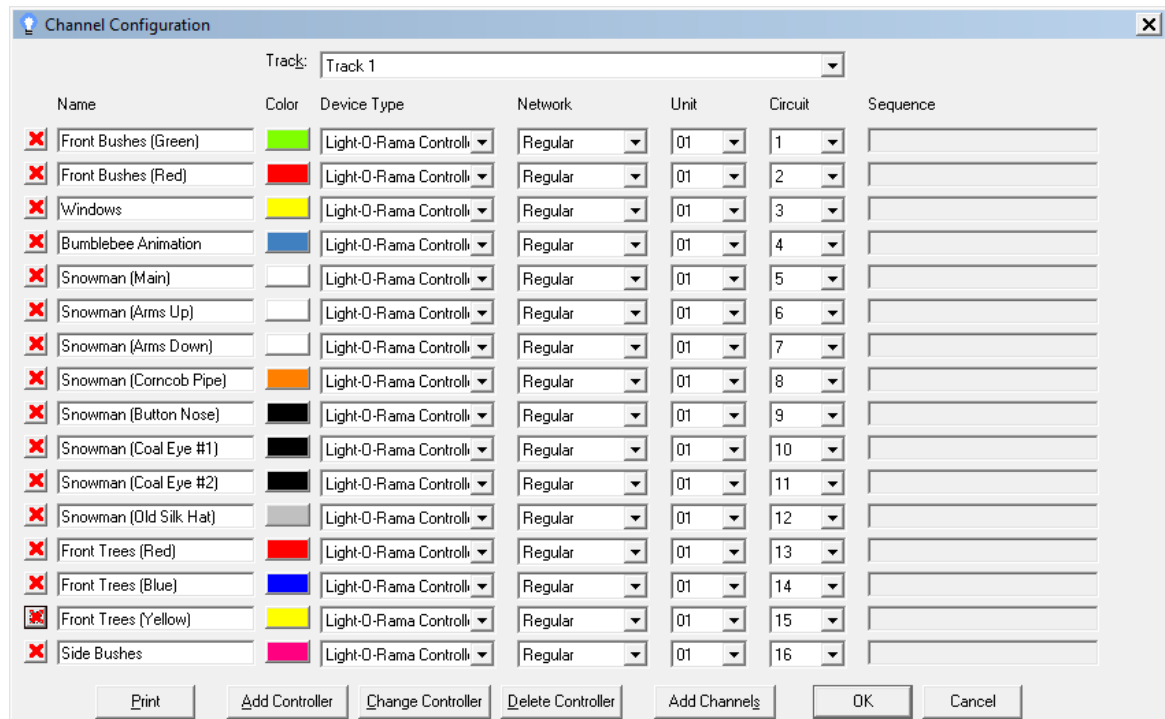 Channel Configuration
Track: Track 1
Name Color Device Type Network Unit Circuit Sequence
Front Bushes (Green) Light-O-Rama Controll Regular 01 1
Front Bushes (Red) Light-O-Rama Controll Regular 01 2
Windows Light-O-Rama Controll Regular 01 3
Bumblebee Animation Light-O-Rama Controll Regular 01 4
Snowman (Main) Light-O-Rama Controll Regular 01 5
Snowman (Arms Up) Light-O-Rama Controll Regular 01 6
Snowman (Arms Down) Light-O-Rama Controll Regular 01 7
Snowman (Corncob Pipe) Light-O-Rama Controll Regular 01 8
Snowman (Button Nose) Light-O-Rama Controll Regular 01 9
Snowman (Coal Eye #1) Light-O-Rama Controll Regular 01 10
Snowman (Coal Eye #2) Light-O-Rama Controll Regular 01 11
Snowman (Old Silk Hat) Light-O-Rama Controll Regular 01 12
Front Trees (Red) Light-O-Rama Controll Regular 01 13
Front Trees (Blue) Light-O-Rama Controll Regular 01 14
Front Trees (Yellow) Light-O-Rama Controll Regular 01 15
Side Bushes Light-O-Rama Controll Regular 01 16
Print Add Controller Change Controller Delete Controller Add Channels OK Cancel